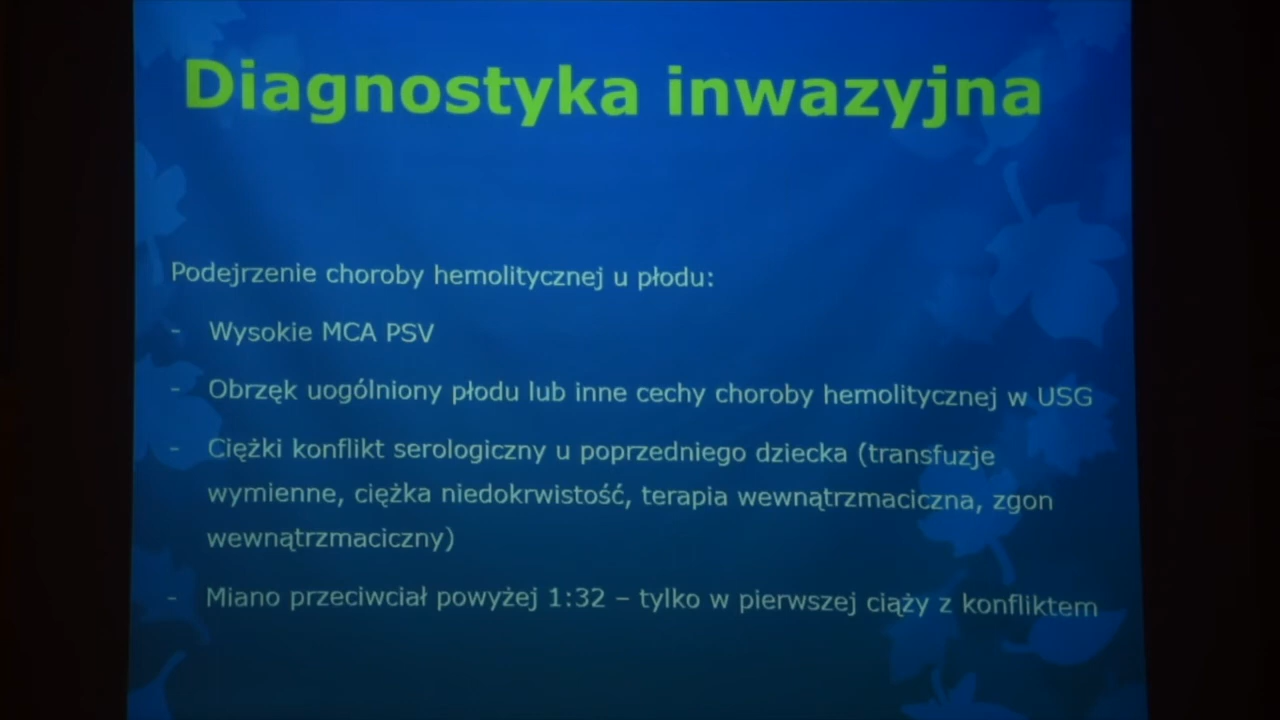 Diagnostyka inwazyjna
Podejrzenie choroby hemolitycznej u płodu:
- Wysokie MCA PSV
- Obrzęk uogólniony płodu lub inne cechy choroby hemolitycznej w USG
- Ciężki konflikt serologiczny u poprzedniego dziecka (transfuzje
wymienne, ciężka niedokrwistość, terapia wewnątrzmaciczna, zgon
wewnątrzmaciczny)
- Miano przeciwciał powyżej 1:32 – tylko w pierwszej ciąży z konfliktem